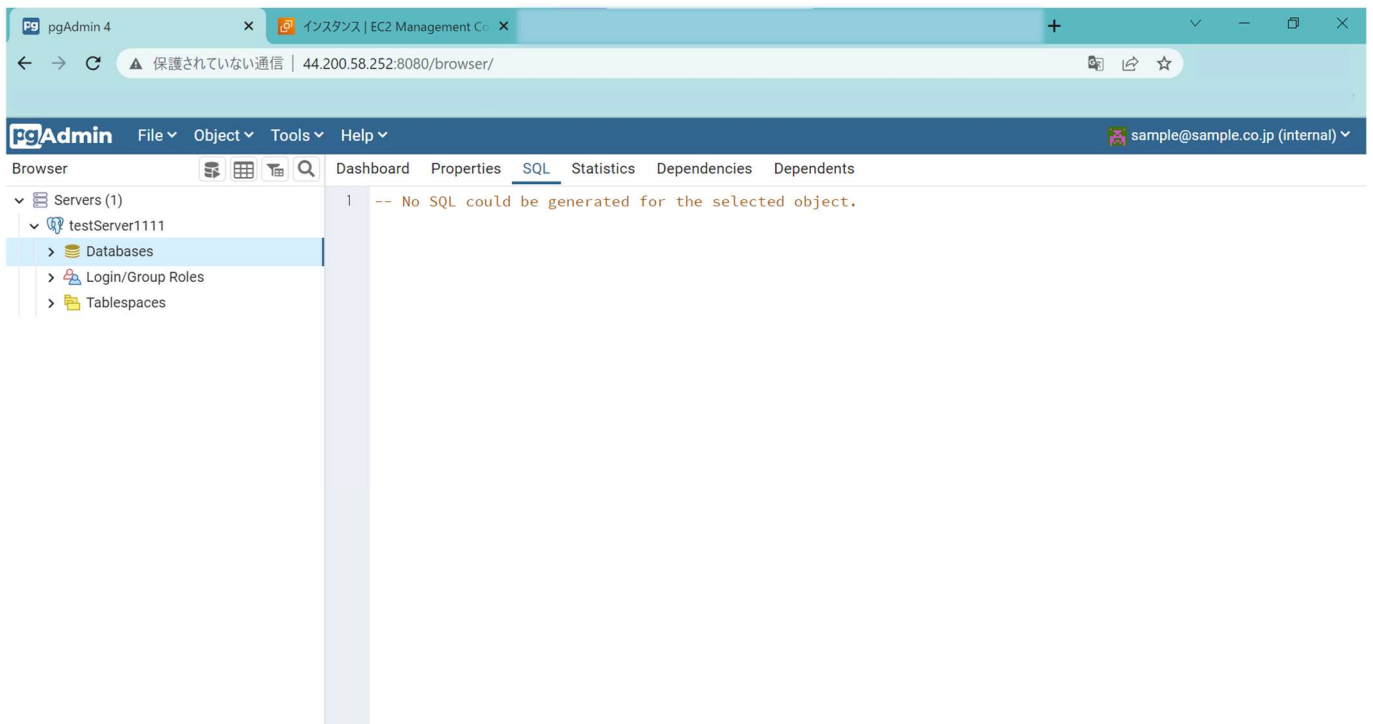 pgAdmin 4
インスタンス | EC2 Management Co
保護されていない通信 | 44.200.58.252:8080/browser/
pgAdmin File Object Tools Help sample@sample.co.jp (internal)
Browser
Dashboard Properties SQL Statistics Dependencies Dependents
Servers (1)
testServer1111
Databases
Login/Group Roles
Tablespaces
1 -- No SQL could be generated for the selected object.